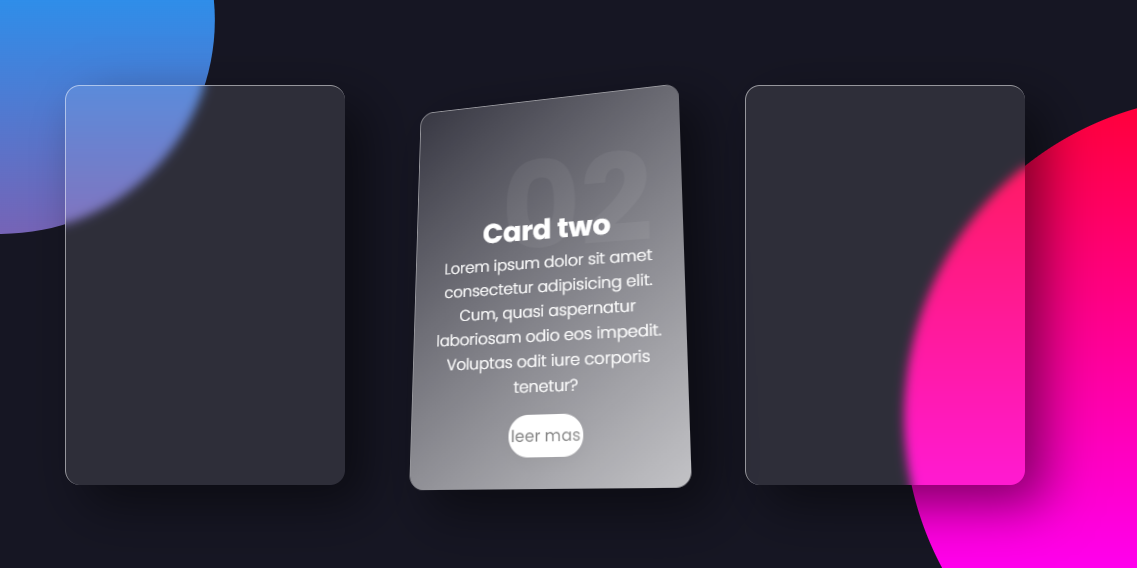 02
Card two
Lorem ipsum dolor sit amet
consectetur adipisicing elit.
Cum, quasi aspernatur
laboriosam odio eos impedit.
Voluptas odit iure corporis
tenetur?
leer mas